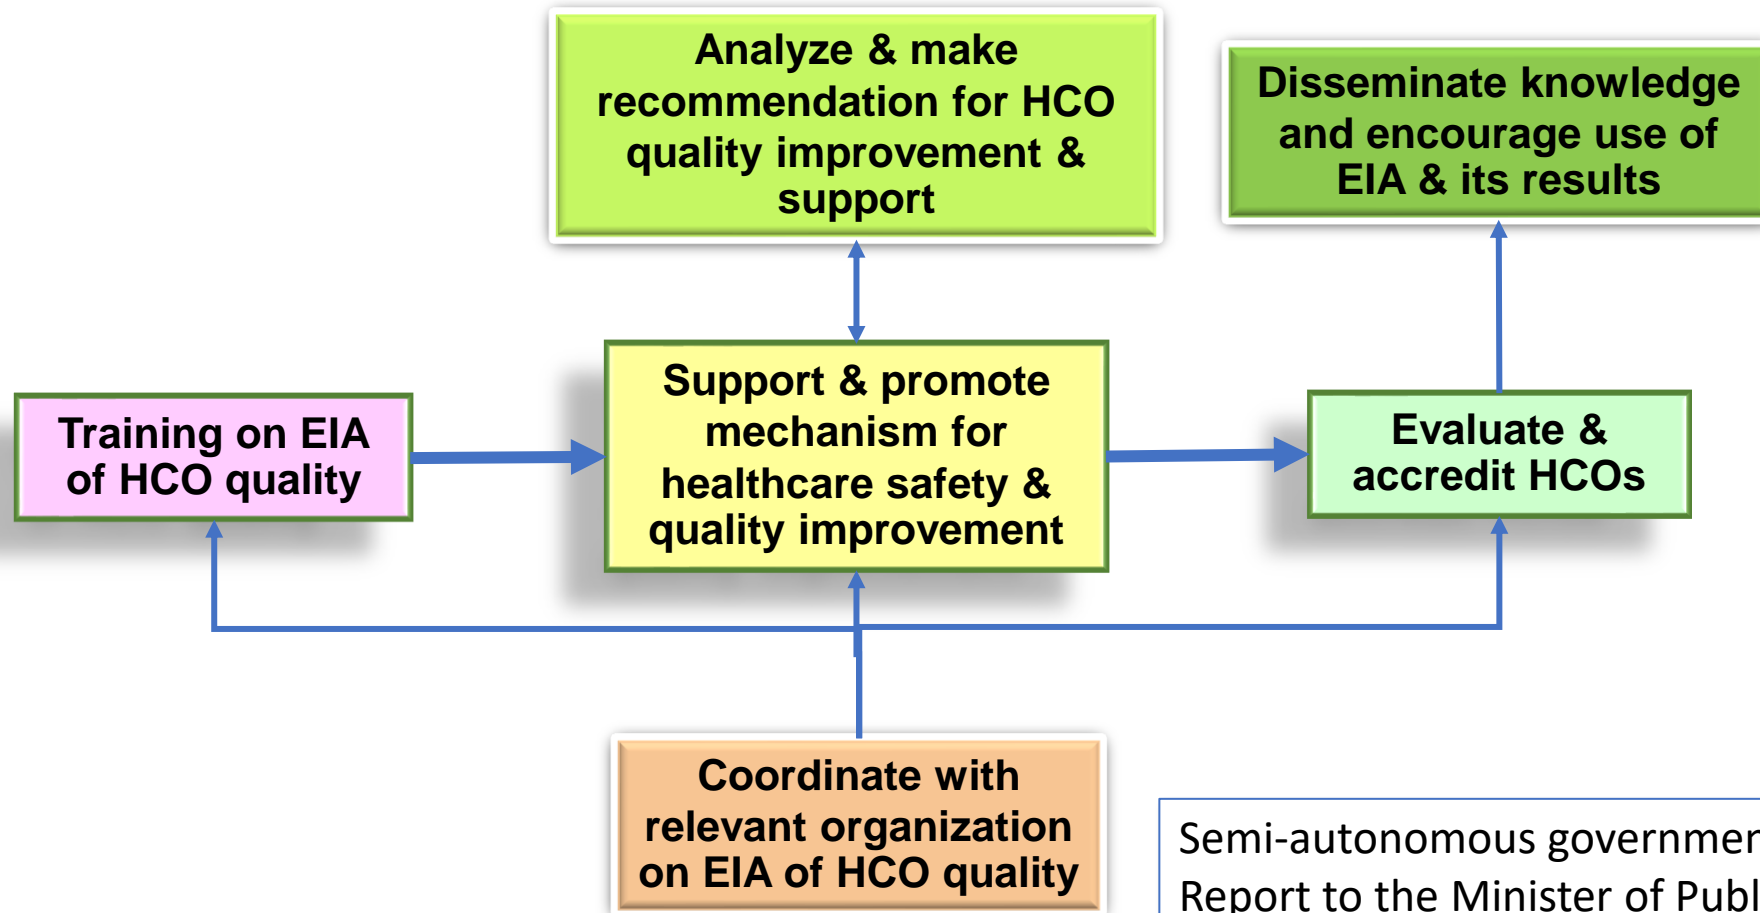 Analyze & make
recommendation for HCO
quality improvement &
support
Disseminate knowledge
and encourage use of
EIA & its results
Training on EIA
of HCO quality
Support & promote
mechanism for
healthcare safety &
quality improvement
Evaluate &
accredit HCOs
Coordinate with
relevant organization
on EIA of HCO quality
Semi-autonomous
Report to the Minister of